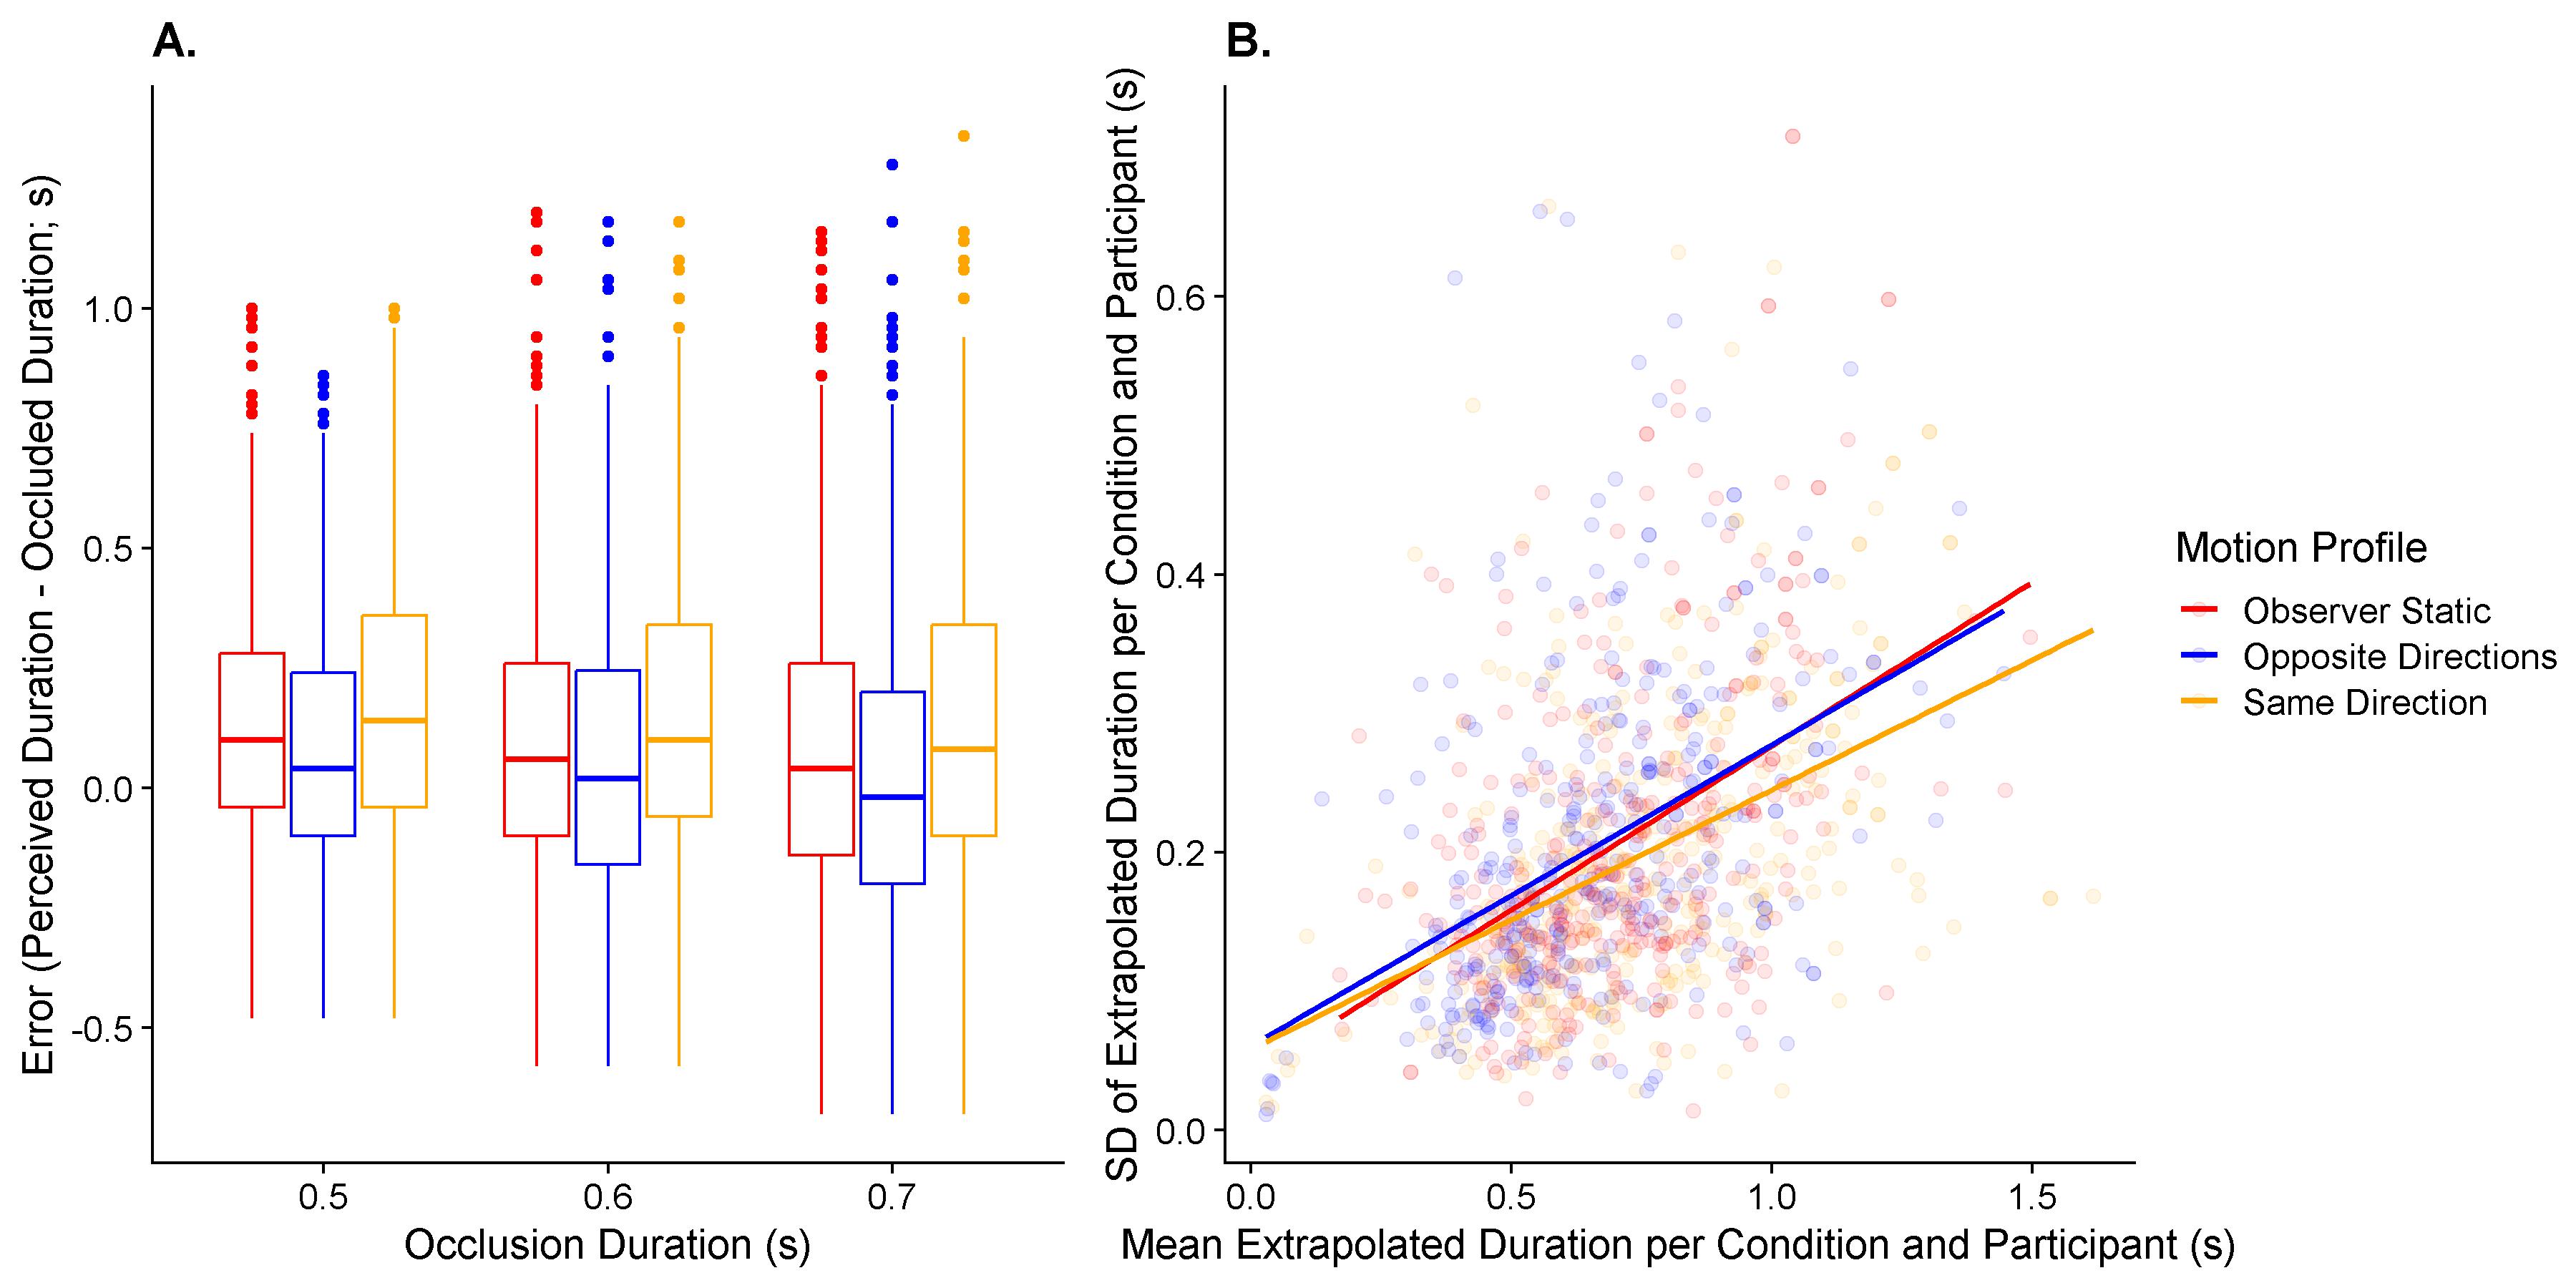 A.
Error (Perceived Duration - Occluded Duration; s)
1.0
0.5
0.0
-0.5
0.5
0.6
0.7
Occlusion Duration (s)
B.
SD of Extrapolated Duration per Condition and Participant (s)
0.6
0.4
0.2
0.0
0.0
0.5
1.0
1.5
Mean Extrapolated Duration per Condition and Participant (s)
Motion Profile
Observer Static
Opposite Directions
Same Direction